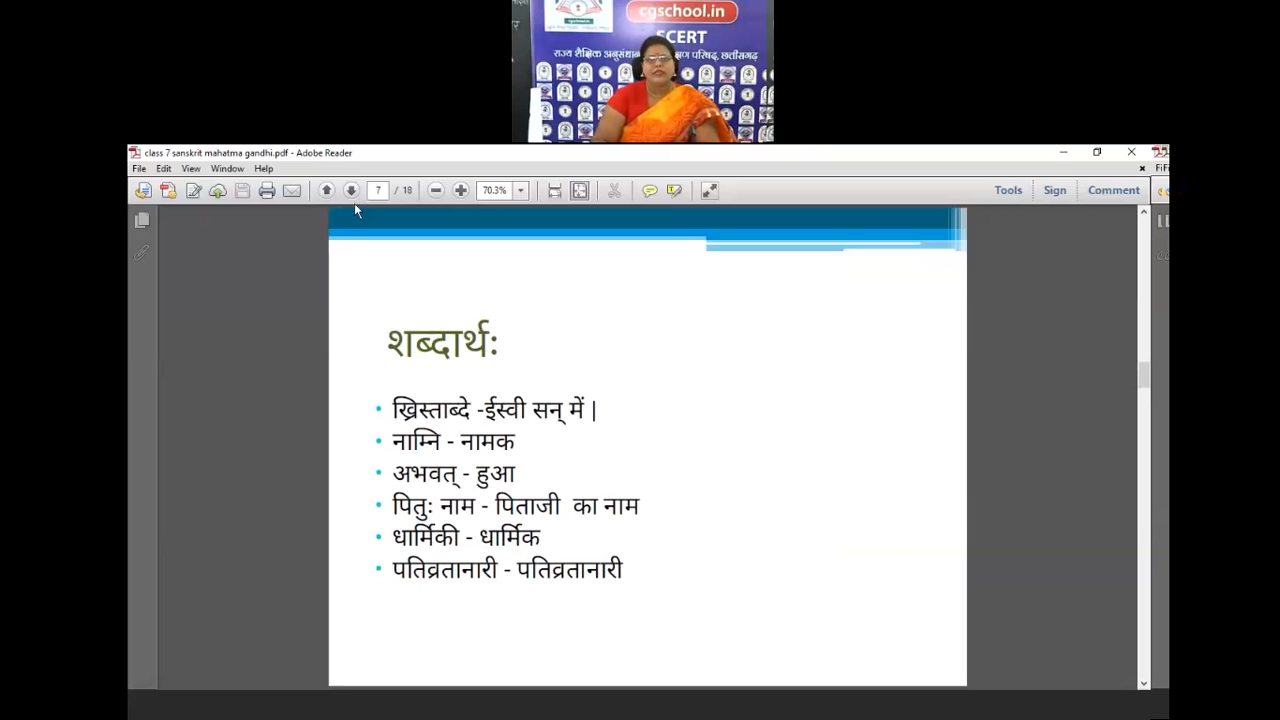 cgschool.in
SCERT
class 7 sanskrit mahatma gandhi.pdf - Adobe Reader
File Edit View Window Help
7 / 18 70.3% Tools Sign Comment
शब्दार्थः
• ख्रिस्ताब्दे -ईस्वी सन् में |
• नाम्नि - नामक
• अभवत् - हुआ
• पितुः नाम - पिताजी का नाम
• धार्मिकी - धार्मिक
• पतिव्रतानारी - पतिव्रतानारी